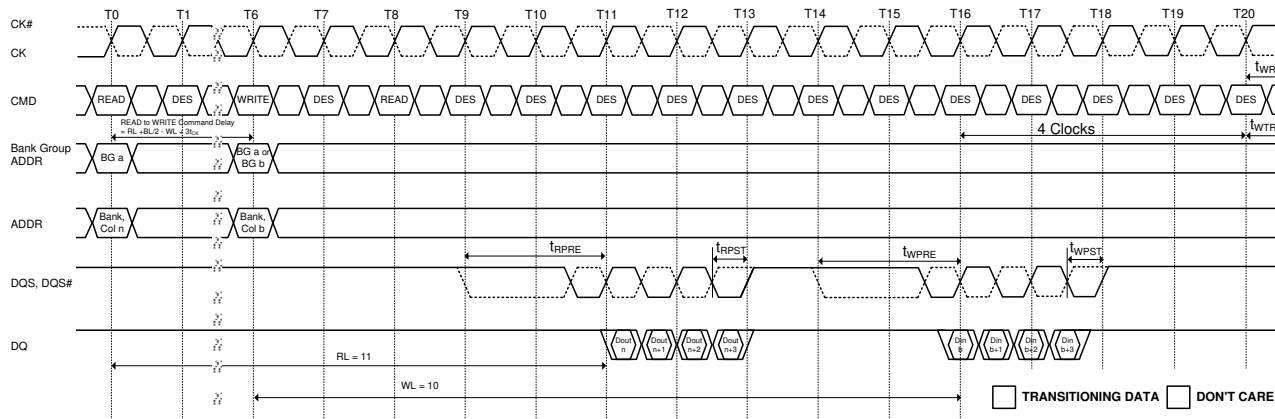 T0 T1 T6 T7 T8 T9 T10 T11 T12 T13 T14 T15 T16 T17 T18 T19 T20
CK#
CK
tWR
CMD READ DES WRITE DES READ DES DES DES DES DES DES DES DES DES DES DES DES
READ to WRITE Command Delay
= RL +BL/2 - WL + 3tCK
4 Clocks
tWTR
Bank Group
ADDR
BG a
BG a or
BG b
ADDR
Bank,
Col n
Bank,
Col b
tRPRE
tRPST
tWPRE
tWPST
DQS, DQS#
DQ
Dout
n
Dout
n+1
Dout
n+2
Dout
n+3
Din
b
Din
b+1
Din
b+2
Din
b+3
RL = 11
WL = 10
TRANSITIONING DATA
DON'T CARE